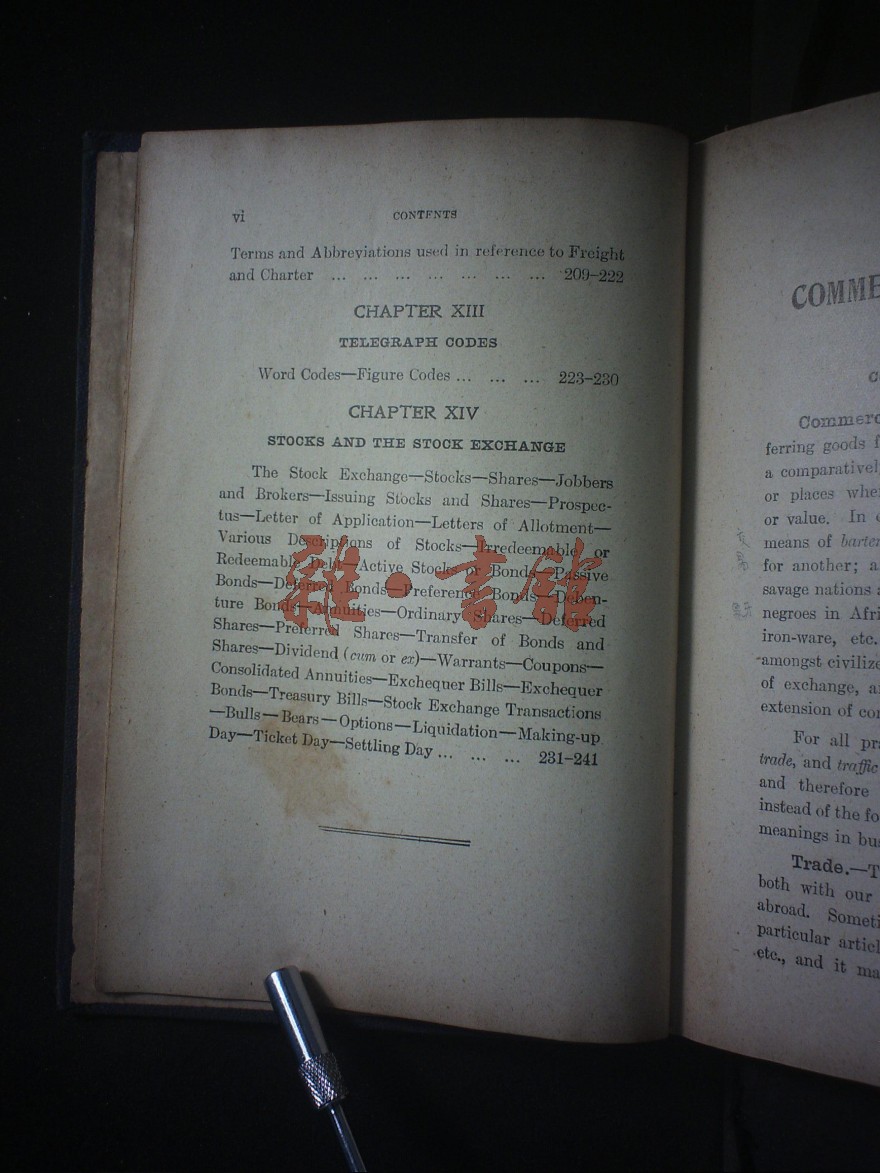 vi CONTENTS
Terms and Abbreviations used in reference to Freight
and Charter ... ... ... ... ... ... ... 209–222
CHAPTER XIII
TELEGRAPH CODES
Word Codes—Figure Codes ... ... ... 223–230
CHAPTER XIV
STOCKS AND THE STOCK EXCHANGE
The Stock Exchange—Stocks—Shares—Jobbers
and Brokers—Issuing Stocks and Shares—Prospec-
tus—Letter of Application—Letters of Allotment—
Various Descriptions of Stocks—Irredeemable or
Redeemable Debt—Active Stocks or Bonds—Passive
Bonds—Deferred Bonds—Preference Bonds—Deben-
ture Bonds—Annuities—Ordinary Shares—Deferred
Shares—Preferred Shares—Transfer of Bonds and
Shares—Dividend (cum or ex)—Warrants—Coupons—
Consolidated Annuities—Exchequer Bills—Exchequer
Bonds—Treasury Bills—Stock Exchange Transactions
—Bulls—Bears—Options—Liquidation—Making-up
Day—Ticket Day—Settling Day ... ... ... 231–241
雜·書館
COMME
C
Commerc
ferring goods f
a comparativel
or places whe
or value. In
means of barter
for another; a
savage nations
negroes in Afri
iron-ware, etc.
amongst civilize
of exchange, a
extension of co
For all pra
trade, and traffic
and therefore
instead of the fo
meanings in bus
Trade.—T
both with our
abroad. Someti
particular articl
etc., and it ma